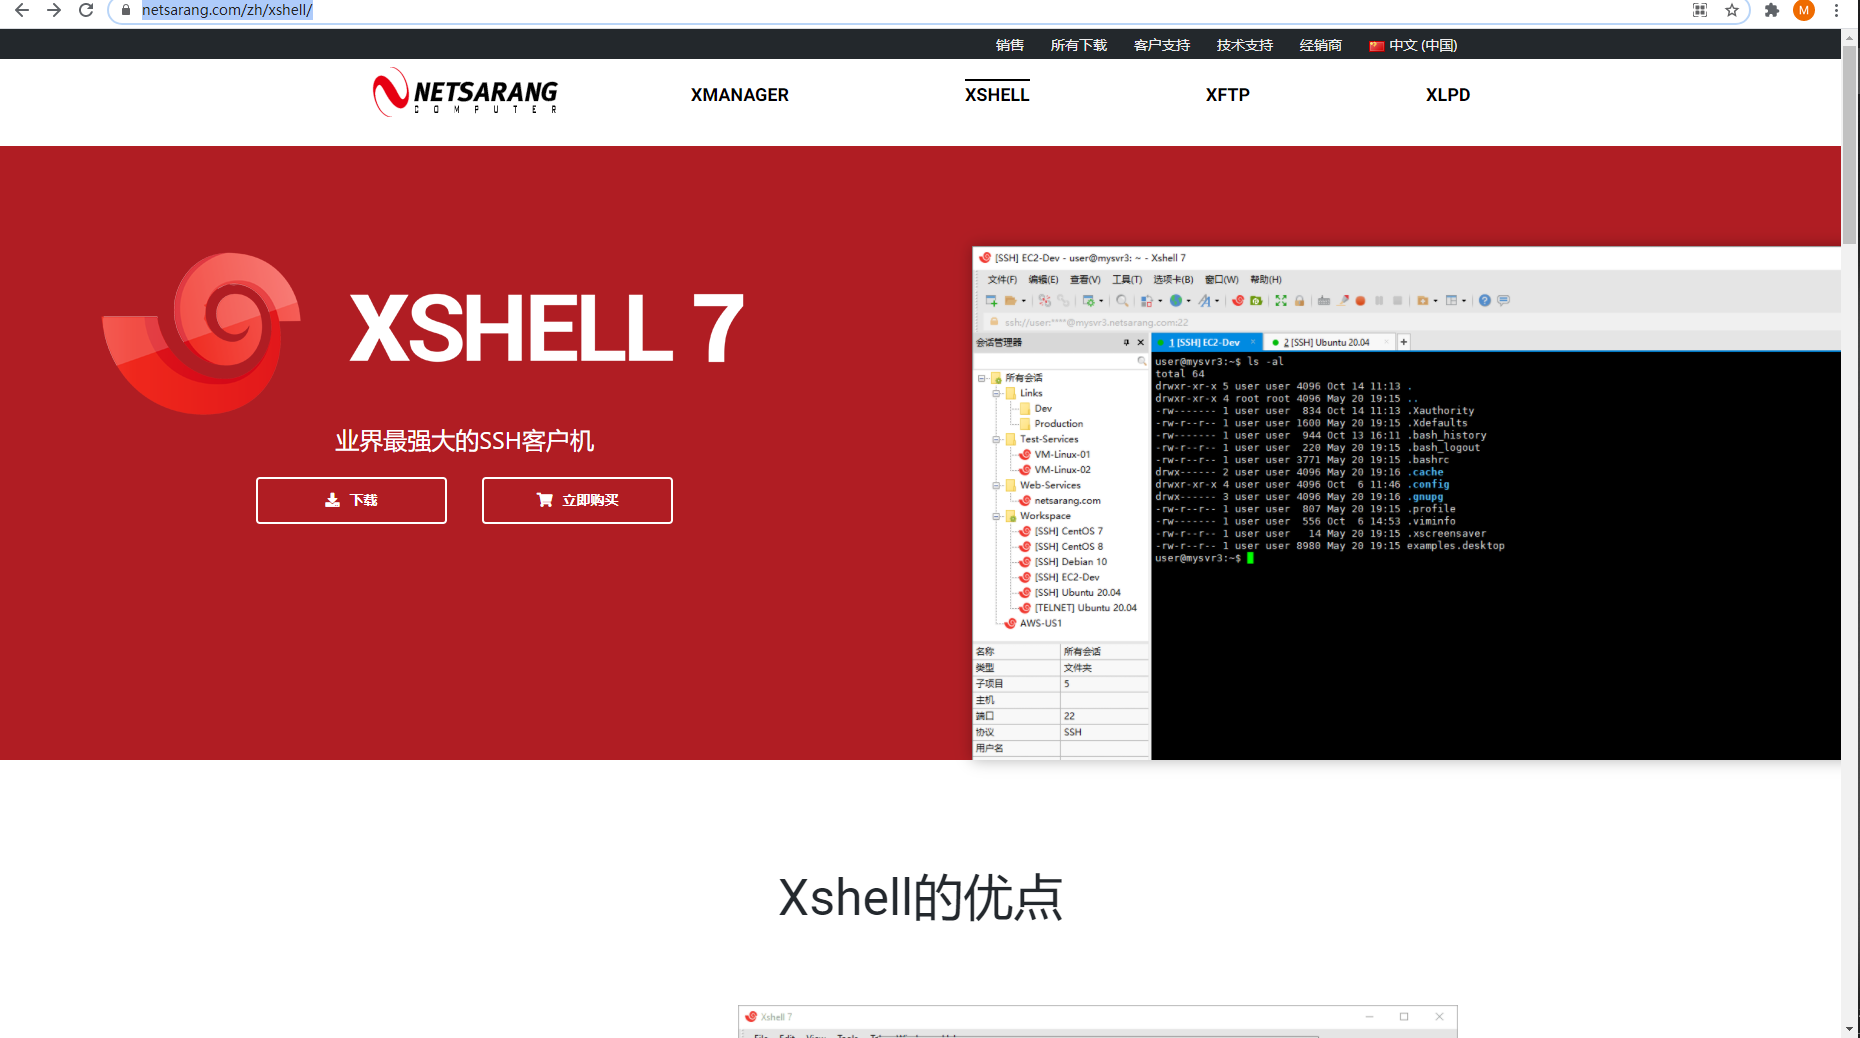 netsarang.com/zh/xshell/
M
销售 所有下载 客户支持 技术支持 经销商 中文 (中国)
NETSARANG
COMPUTER
XMANAGER XSHELL XFTP XLPD
XSHELL 7
业界最强大的SSH客户机
下载 立即购买
[SSH] EC2-Dev - user@mysvr3: ~ - Xshell 7
文件(F) 编辑(E) 查看(V) 工具(T) 选项卡(B) 窗口(W) 帮助(H)
ssh://user:****@mysvr3.netsarang.com:22
会话管理器
1 [SSH] EC2-Dev 2 [SSH] Ubuntu 20.04
所有会话
Links
Dev
Production
Test-Services
VM-Linux-01
VM-Linux-02
Web-Services
netsarang.com
Workspace
[SSH] CentOS 7
[SSH] CentOS 8
[SSH] Debian 10
[SSH] EC2-Dev
[SSH] Ubuntu 20.04
[TELNET] Ubuntu 20.04
AWS-US1
名称 所有会话
类型 文件夹
子项目 5
主机
端口 22
协议 SSH
用户名
user@mysvr3:~$ ls -al
total 64
drwxr-xr-x 5 user user 4096 Oct 14 11:13 .
drwxr-xr-x 4 root root 4096 May 20 19:15 ..
-rw------- 1 user user  834 Oct 14 11:13 .Xauthority
-rw-r--r-- 1 user user 1600 May 20 19:15 .Xdefaults
-rw------- 1 user user  944 Oct 13 16:11 .bash_history
-rw-r--r-- 1 user user  220 May 20 19:15 .bash_logout
-rw-r--r-- 1 user user 3771 May 20 19:15 .bashrc
drwx------ 2 user user 4096 May 20 19:16 .cache
drwxr-xr-x 4 user user 4096 Oct  6 11:46 .config
drwx------ 3 user user 4096 May 20 19:16 .gnupg
-rw-r--r-- 1 user user  807 May 20 19:15 .profile
-rw------- 1 user user  556 Oct  6 14:53 .viminfo
-rw-r--r-- 1 user user   14 May 20 19:15 .xscreensaver
-rw-r--r-- 1 user user 8980 May 20 19:15 examples.desktop
user@mysvr3:~$
Xshell的优点
Xshell 7